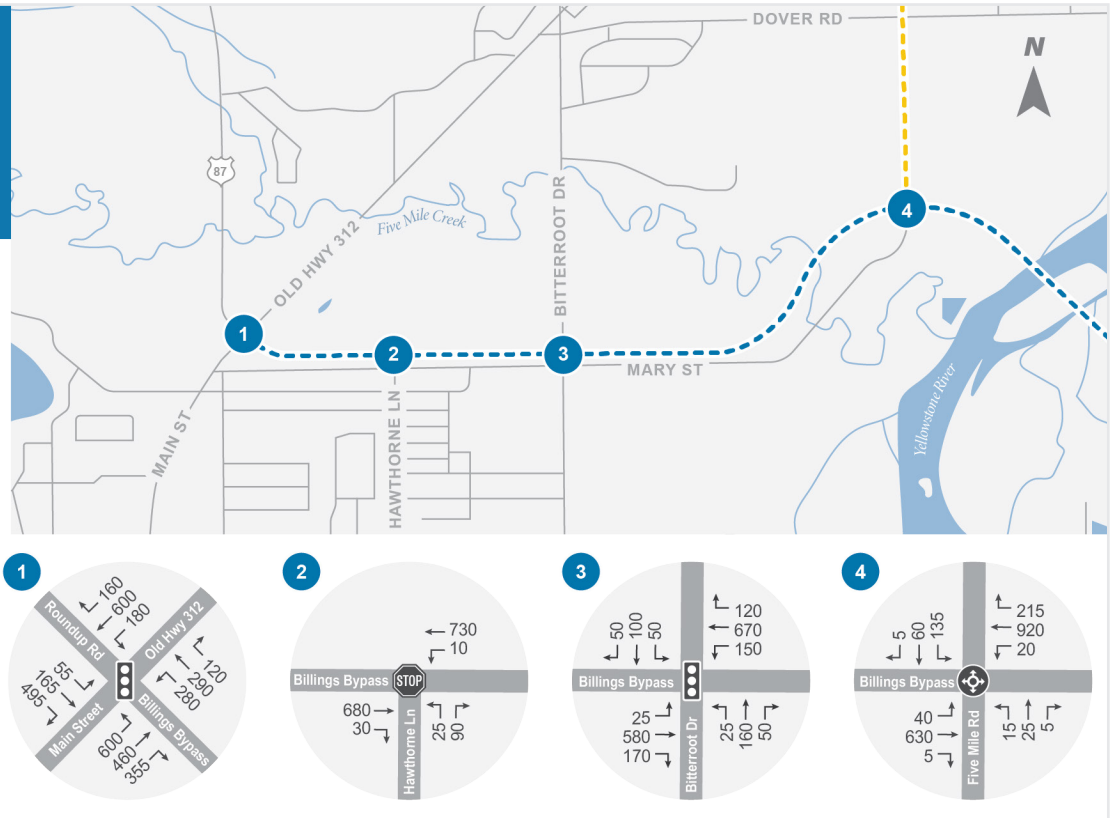 DOVER RD
N
87
BITTERROOT DR
Five Mile Creek
OLD HWY 312
4
1
2
3
MARY ST
Yellowstone River
MAIN ST
HAWTHORNE LN
1
160
600
180
Roundup Rd
Old Hwy 312
55
165
495
120
290
280
Main Street
Billings Bypass
600
460
355
2
730
10
Billings Bypass
STOP
680
30
25
90
Hawthorne Ln
3
50
100
50
120
670
150
Billings Bypass
25
580
170
25
160
50
Bitterroot Dr
4
5
60
135
215
920
20
Billings Bypass
40
630
5
15
25
5
Five Mile Rd